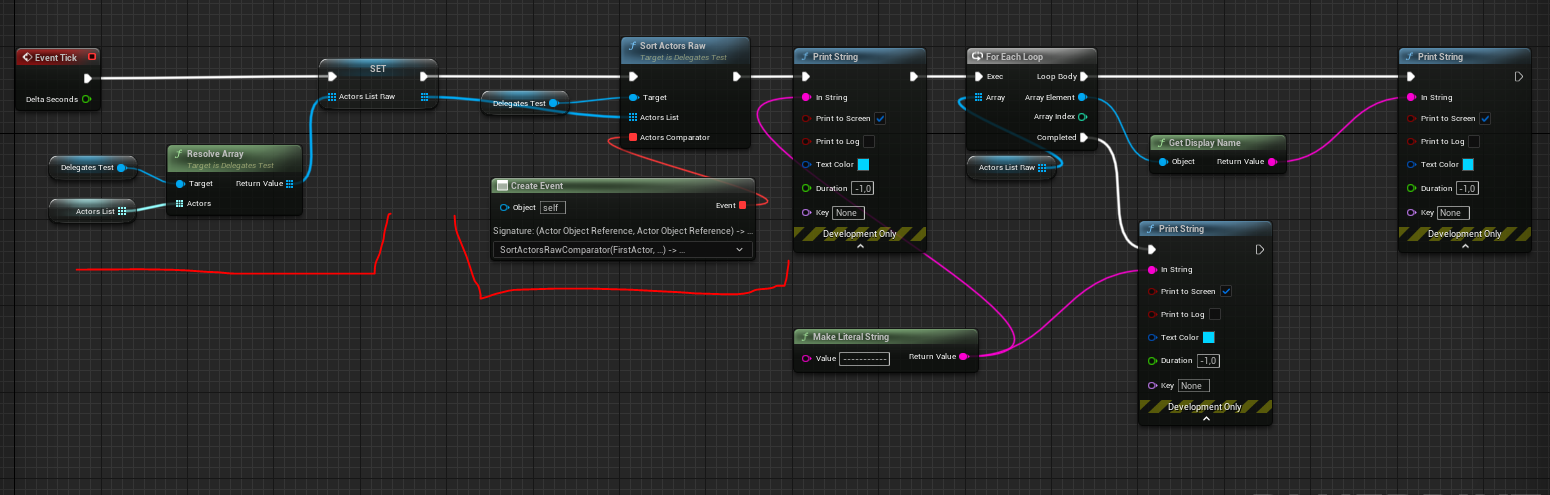 Event Tick
Delta Seconds
SET
Actors List Raw
Delegates Test
Resolve Array
Target is Delegates Test
Target
Return Value
Actors
Actors List
Delegates Test
Sort Actors Raw
Target is Delegates Test
Target
Actors List
Actors Comparator
Create Event
Object
self
Event
Signature: (Actor Object Reference, Actor Object Reference) -> ...
SortActorsRawComparator(FirstActor, ...) -> ...
Print String
In String
Print to Screen
Print to Log
Text Color
Duration
-1,0
Key
None
Development Only
For Each Loop
Exec
Loop Body
Array
Array Element
Array Index
Completed
Actors List Raw
Get Display Name
Object
Return Value
Make Literal String
Value
-----------
Return Value
Print String
In String
Print to Screen
Print to Log
Text Color
Duration
-1,0
Key
None
Development Only
Print String
In String
Print to Screen
Print to Log
Text Color
Duration
-1,0
Key
None
Development Only